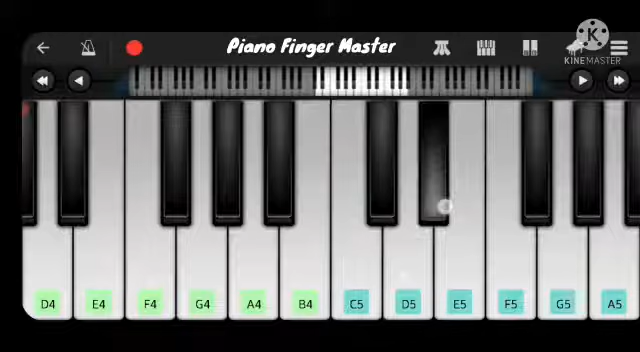 Piano Finger Master
K
KINEMASTER
D4 E4 F4 G4 A4 B4 C5 D5 E5 F5 G5 A5